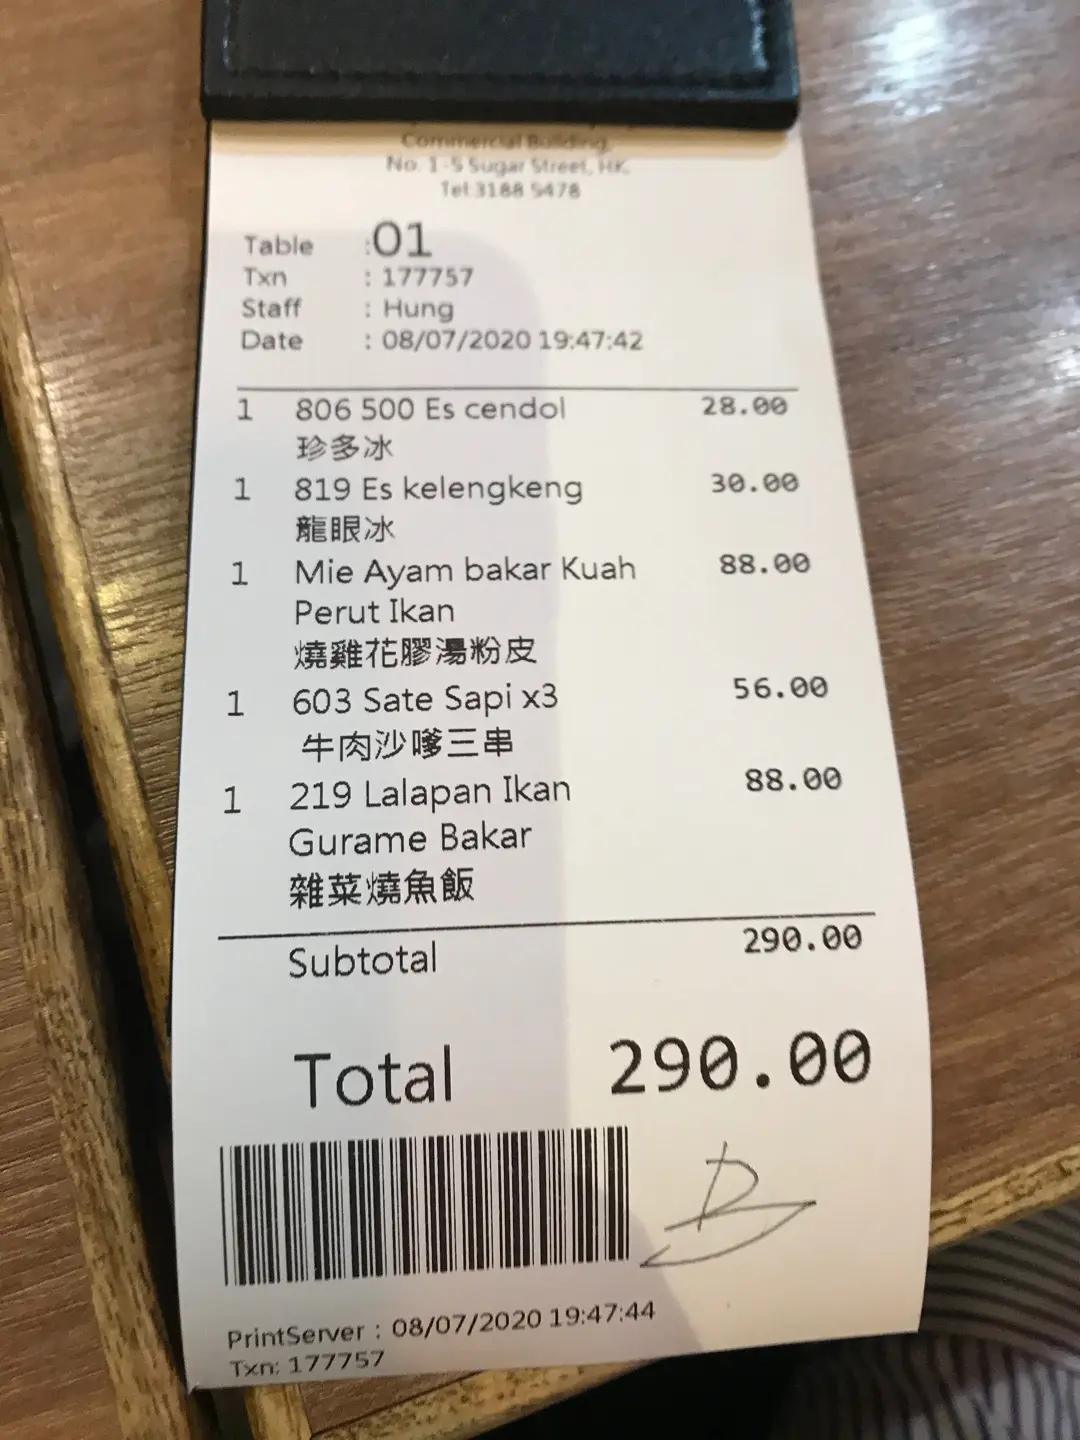 Commercial Building,
No. 1-5 Sugar Street, HK.
Tel:3188 5478
Table :01
Txn : 177757
Staff : Hung
Date : 08/07/2020 19:47:42
1 806 500 Es cendol 28.00
珍多冰
1 819 Es kelengkeng 30.00
龍眼冰
1 Mie Ayam bakar Kuah 88.00
Perut Ikan
燒雞花膠湯粉皮
1 603 Sate Sapi x3 56.00
牛肉沙嗲三串
1 219 Lalapan Ikan 88.00
Gurame Bakar
雜菜燒魚飯
Subtotal 290.00
Total 290.00
PrintServer : 08/07/2020 19:47:44
Txn: 177757